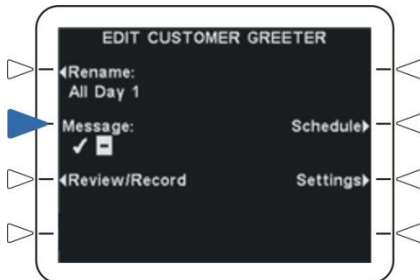 EDIT CUSTOMER GREETER
Rename:
All Day 1
Message: Schedule
✓ -
Review/Record Settings